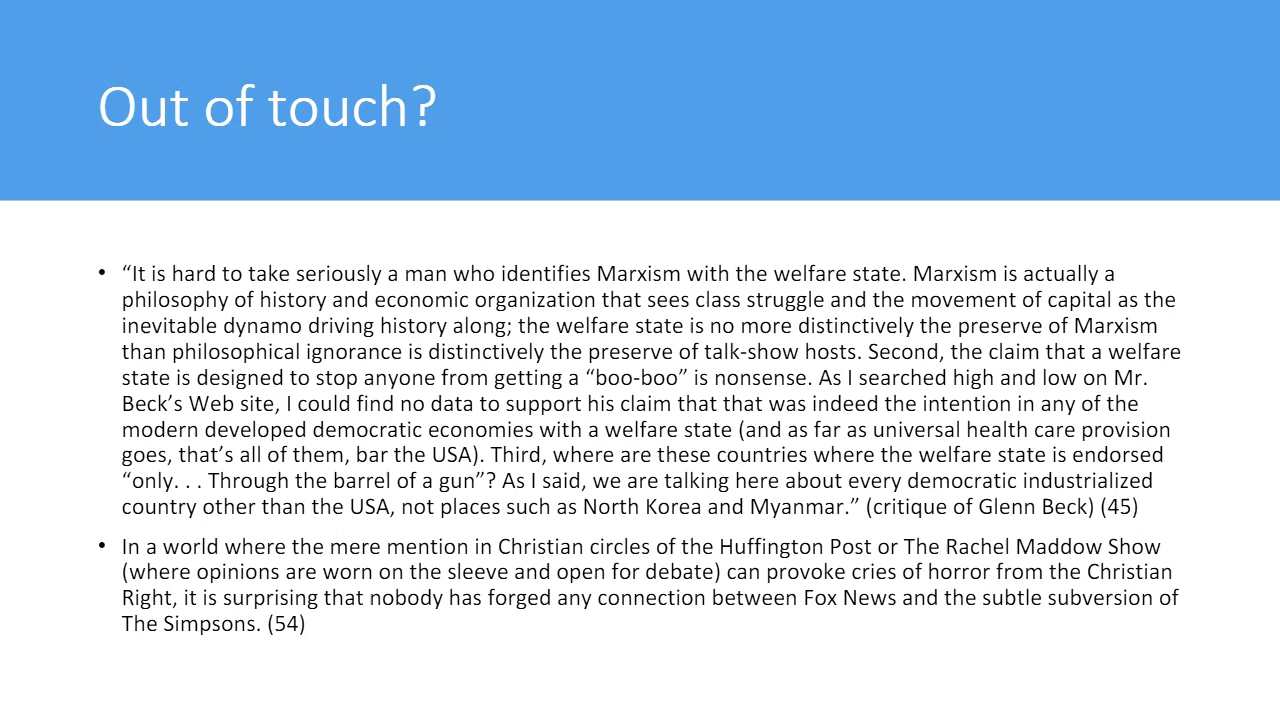 Out of touch?
• “It is hard to take seriously a man who identifies Marxism with the welfare state. Marxism is actually a
philosophy of history and economic organization that sees class struggle and the movement of capital as the
inevitable dynamo driving history along; the welfare state is no more distinctively the preserve of Marxism
than philosophical ignorance is distinctively the preserve of talk-show hosts. Second, the claim that a welfare
state is designed to stop anyone from getting a “boo-boo” is nonsense. As I searched high and low on Mr.
Beck’s Web site, I could find no data to support his claim that that was indeed the intention in any of the
modern developed democratic economies with a welfare state (and as far as universal health care provision
goes, that’s all of them, bar the USA). Third, where are these countries where the welfare state is endorsed
“only. . . Through the barrel of a gun”? As I said, we are talking here about every democratic industrialized
country other than the USA, not places such as North Korea and Myanmar.” (critique of Glenn Beck) (45)
• In a world where the mere mention in Christian circles of the Huffington Post or The Rachel Maddow Show
(where opinions are worn on the sleeve and open for debate) can provoke cries of horror from the Christian
Right, it is surprising that nobody has forged any connection between Fox News and the subtle subversion of
The Simpsons. (54)